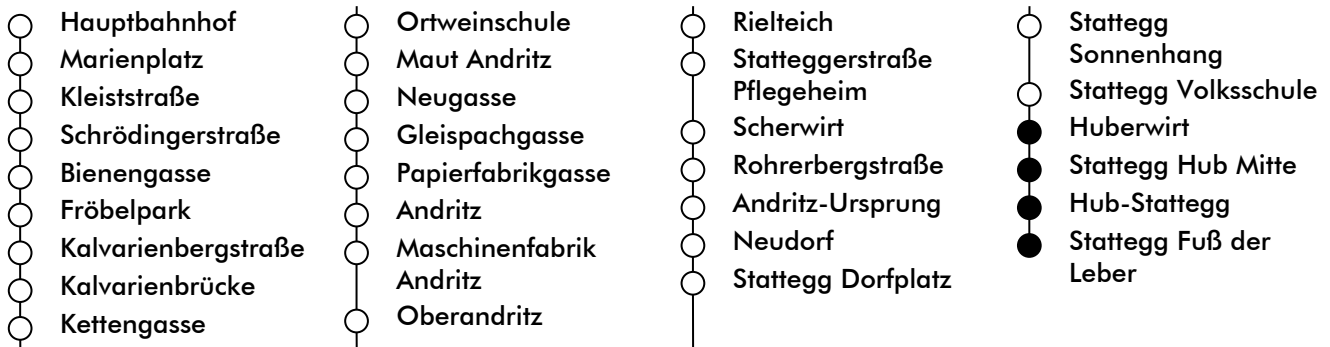 Hauptbahnhof
Marienplatz
Kleiststraße
Schrödingerstraße
Bienengasse
Fröbelpark
Kalvarienbergstraße
Kalvarienbrücke
Kettengasse
Ortweinschule
Maut Andritz
Neugasse
Gleispachgasse
Papierfabrikgasse
Andritz
Maschinenfabrik
Andritz
Oberandritz
Rielteich
Statteggerstraße
Pflegeheim
Scherwirt
Rohrerbergstraße
Andritz-Ursprung
Neudorf
Stattegg Dorfplatz
Stattegg
Sonnenhang
Stattegg Volksschule
Huberwirt
Stattegg Hub Mitte
Hub-Stattegg
Stattegg Fuß der
Leber